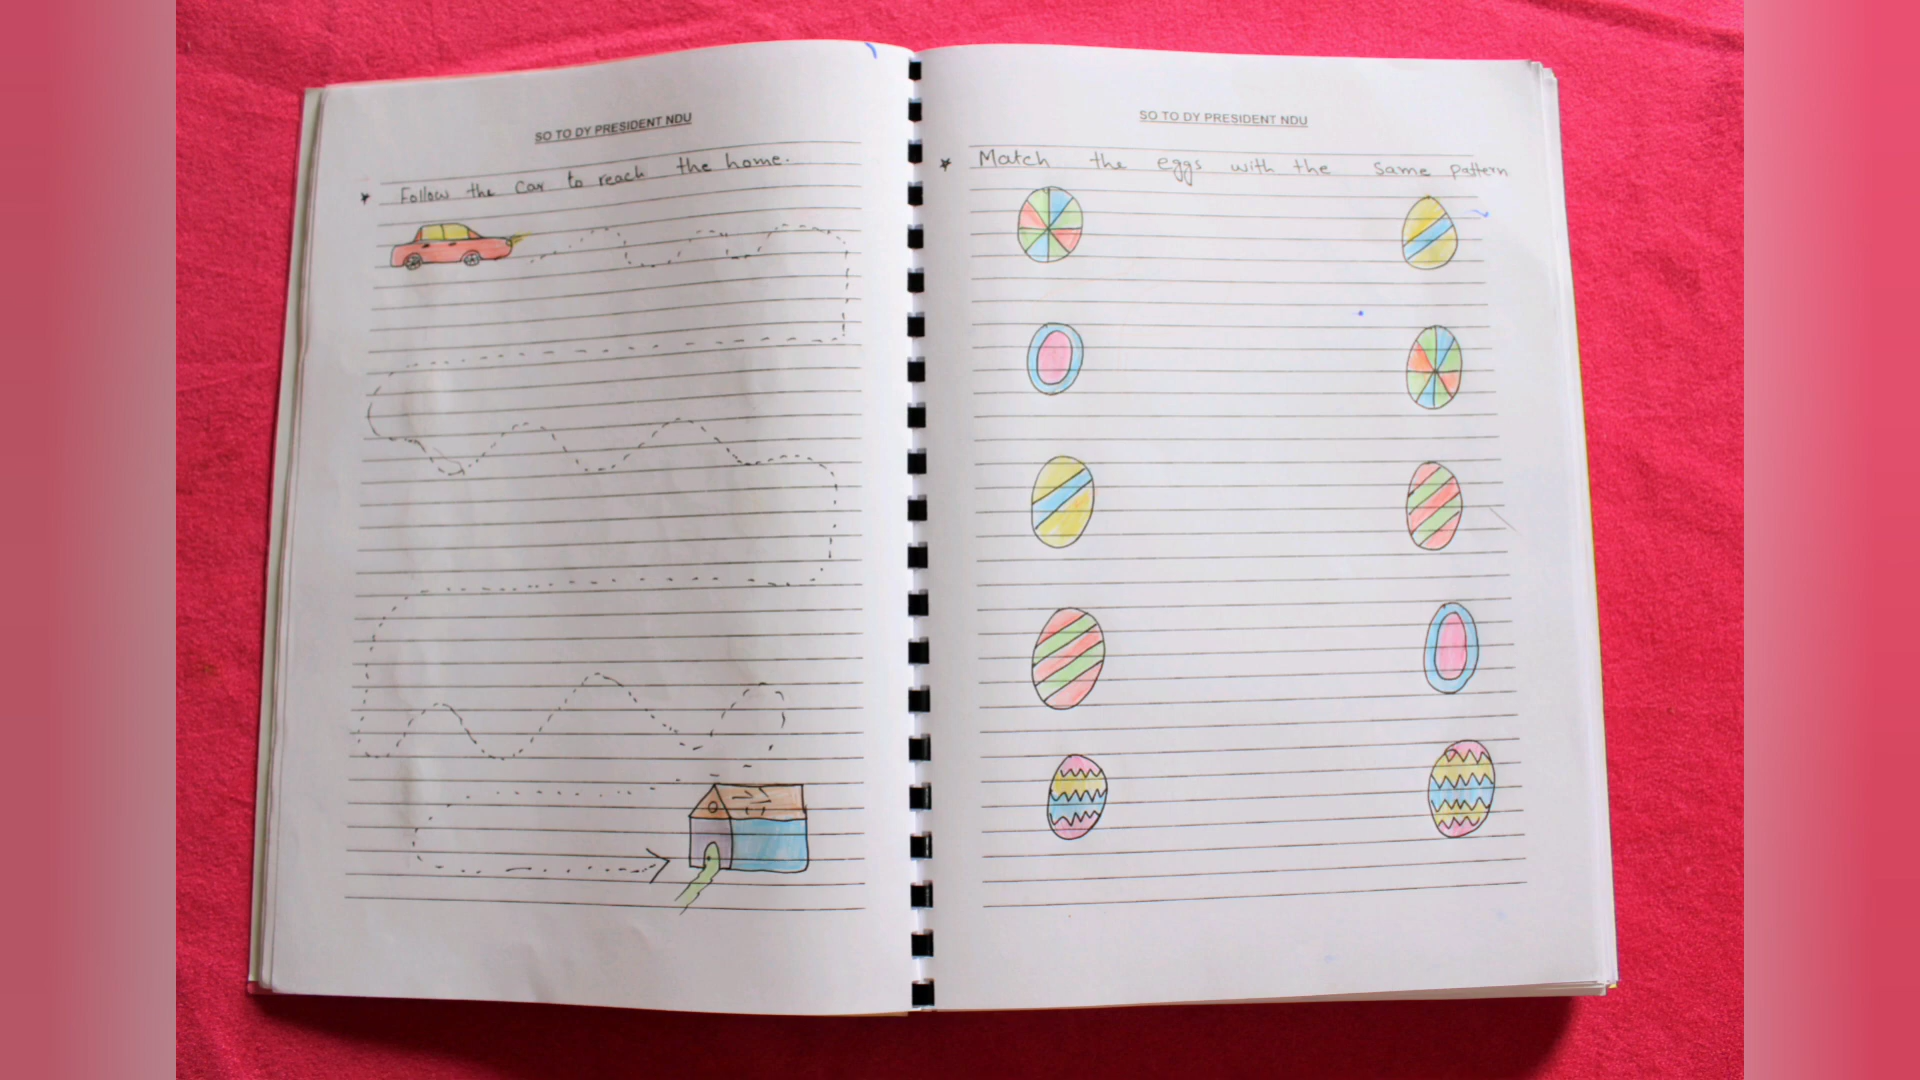 SO TO DY PRESIDENT NDU
* Follow the Car to reach the home.
SO TO DY PRESIDENT NDU
* Match the eggs with the same pattern